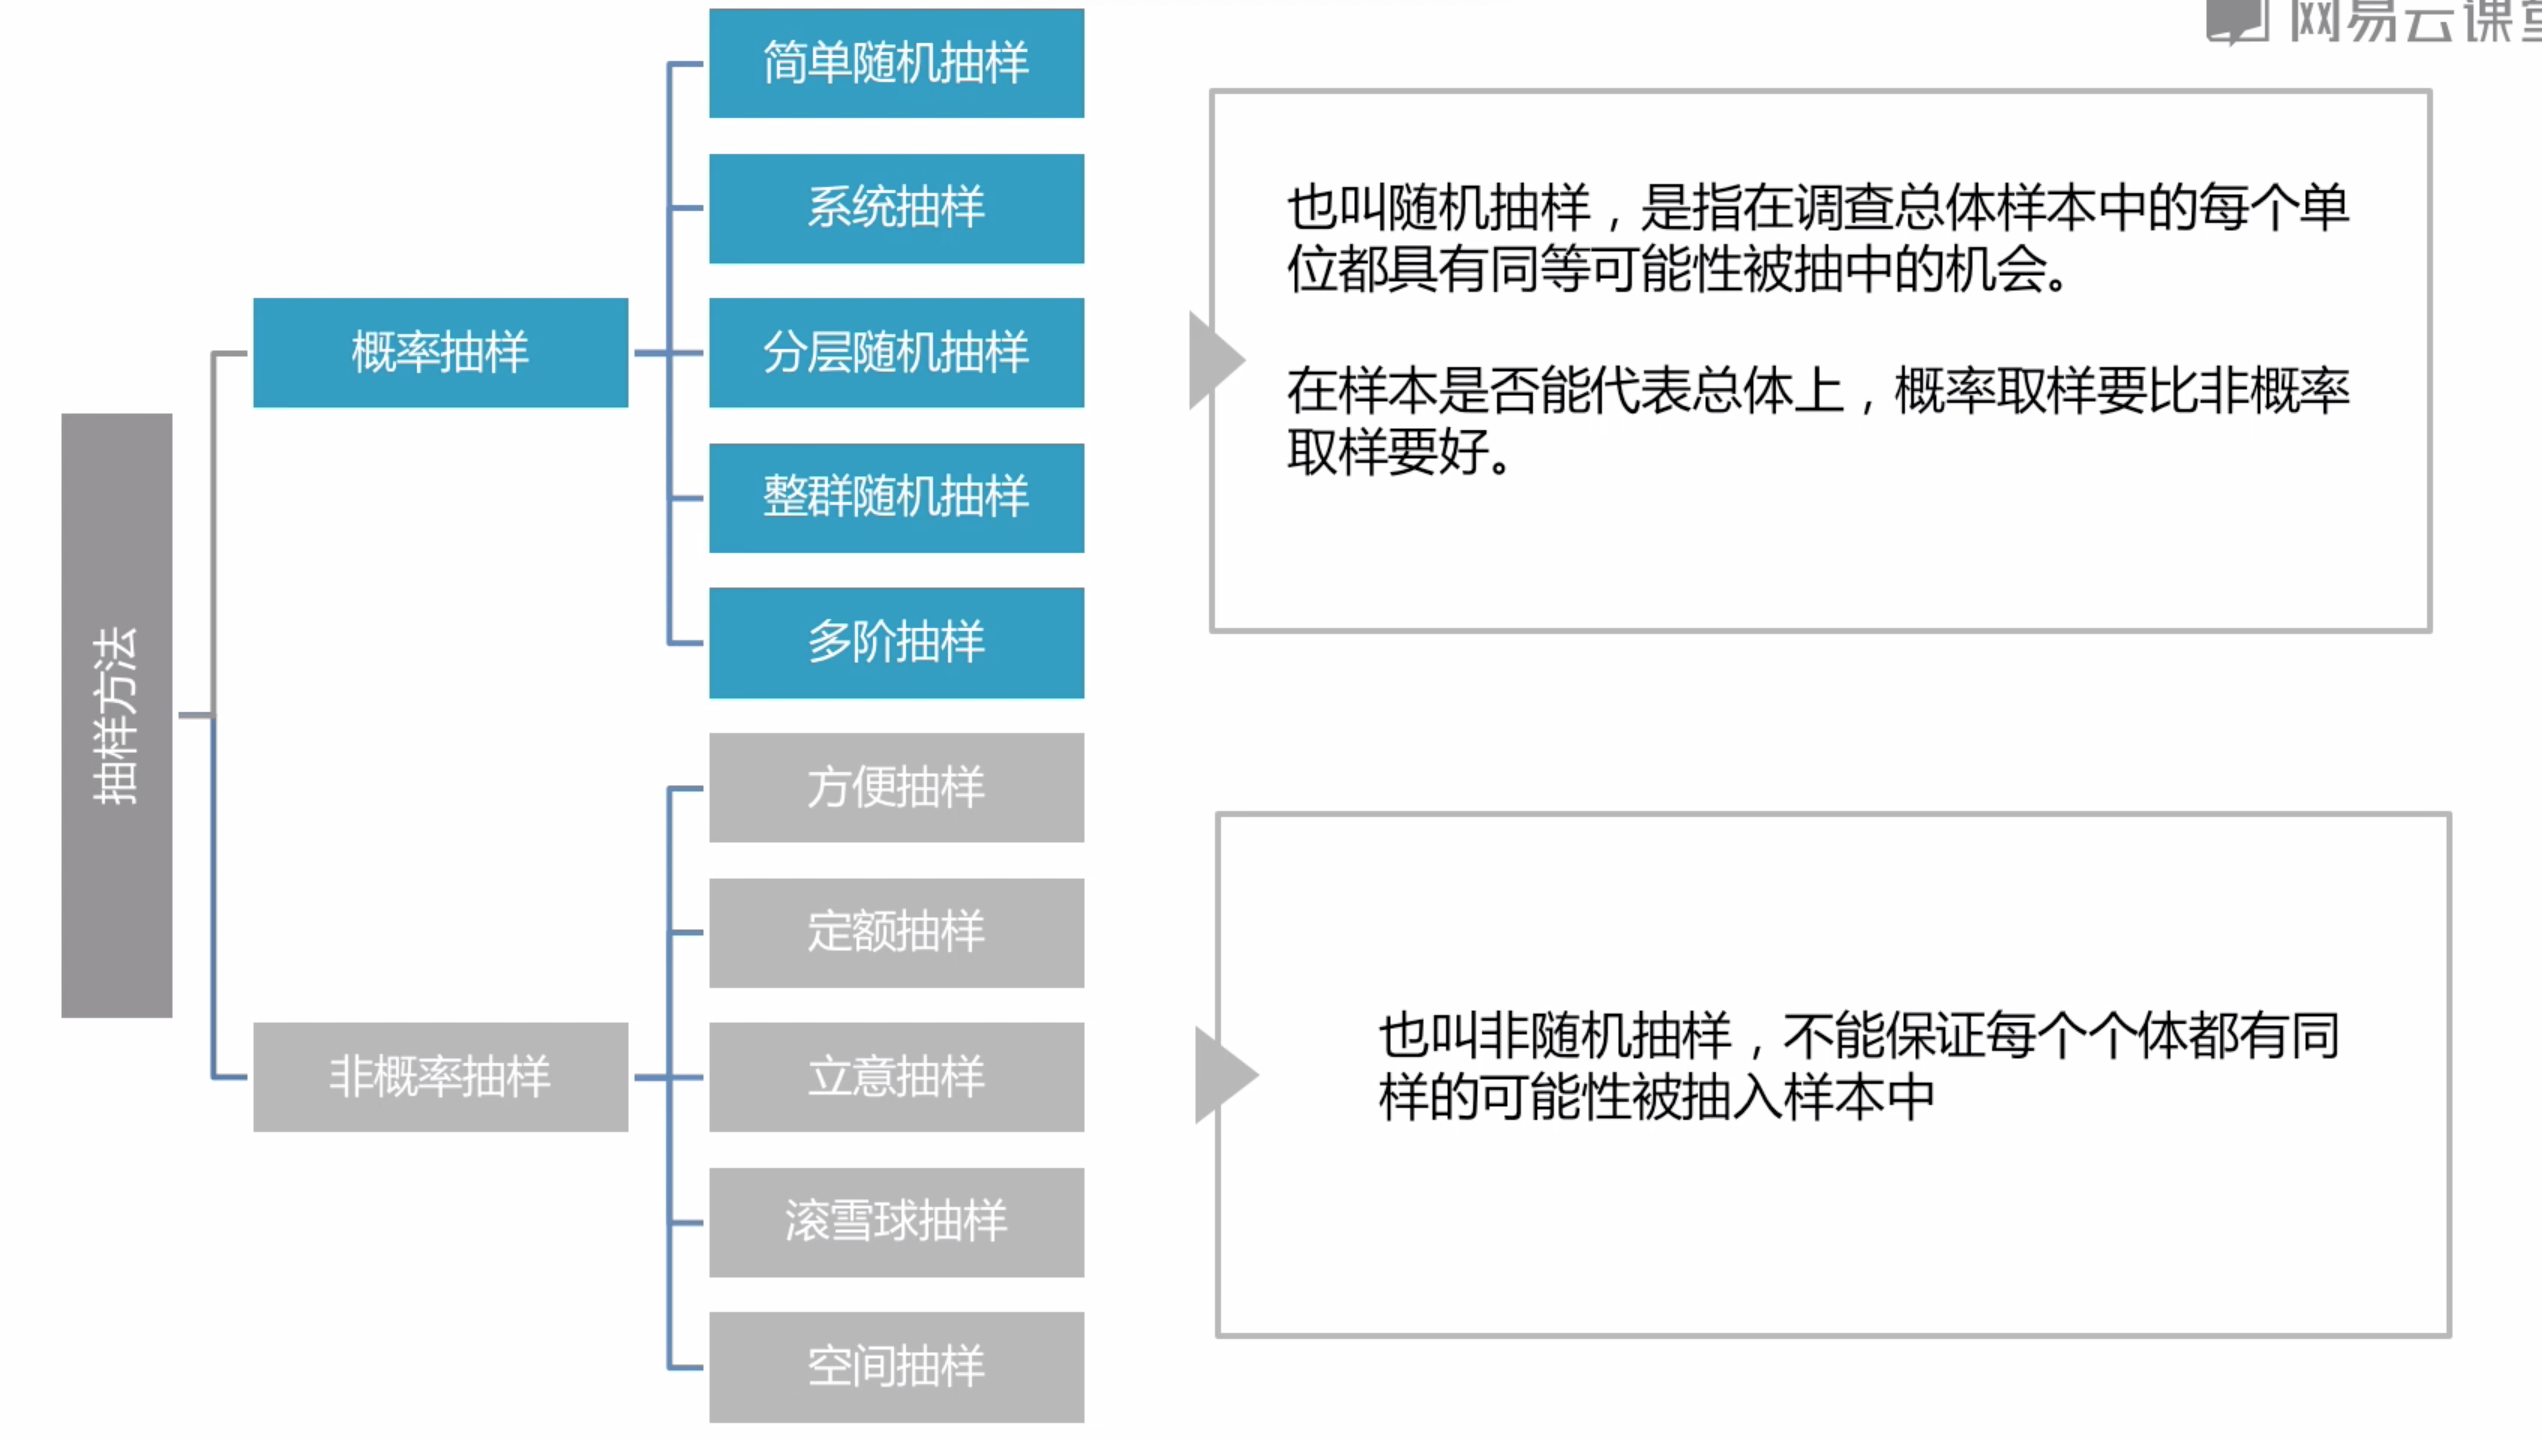 网易云课堂
抽样方法
概率抽样
简单随机抽样
系统抽样
分层随机抽样
整群随机抽样
多阶抽样
也叫随机抽样，是指在调查总体样本中的每个单
位都具有同等可能性被抽中的机会。
在样本是否能代表总体上，概率取样要比非概率
取样要好。
非概率抽样
方便抽样
定额抽样
立意抽样
滚雪球抽样
空间抽样
也叫非随机抽样，不能保证每个个体都有同
样的可能性被抽入样本中